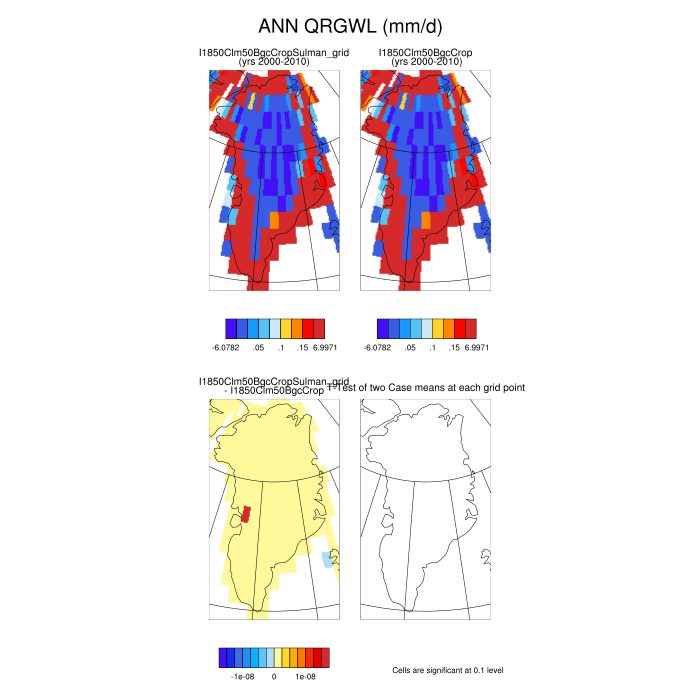 ANN QRGWL (mm/d)
I1850Clm50BgcCropSulman_grid
(yrs 2000-2010)
I1850Clm50BgcCrop
(yrs 2000-2010)
-6.0782 .05 .1 .15 6.9971
-6.0782 .05 .1 .15 6.9971
I1850Clm50BgcCropSulman_grid
- I1850Clm50BgcCrop
T-Test of two Case means at each grid point
-1e-08 0 1e-08
Cells are significant at 0.1 level